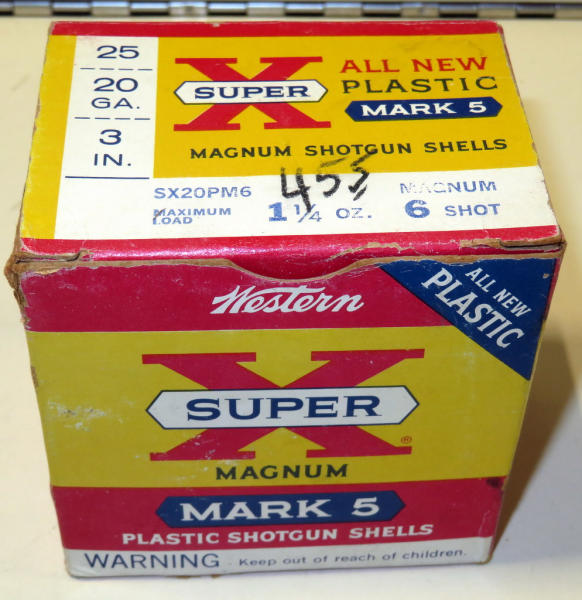 25
20
GA.
3
IN.
X
SUPER
ALL NEW
PLASTIC
MARK 5
MAGNUM SHOTGUN SHELLS
SX20PM6
MAXIMUM
LOAD
1 1/4 OZ.
MAGNUM
6 SHOT
455
Western
ALL NEW
PLASTIC
X
SUPER
®
MAGNUM
MARK 5
PLASTIC SHOTGUN SHELLS
WARNING - Keep out of reach of children.